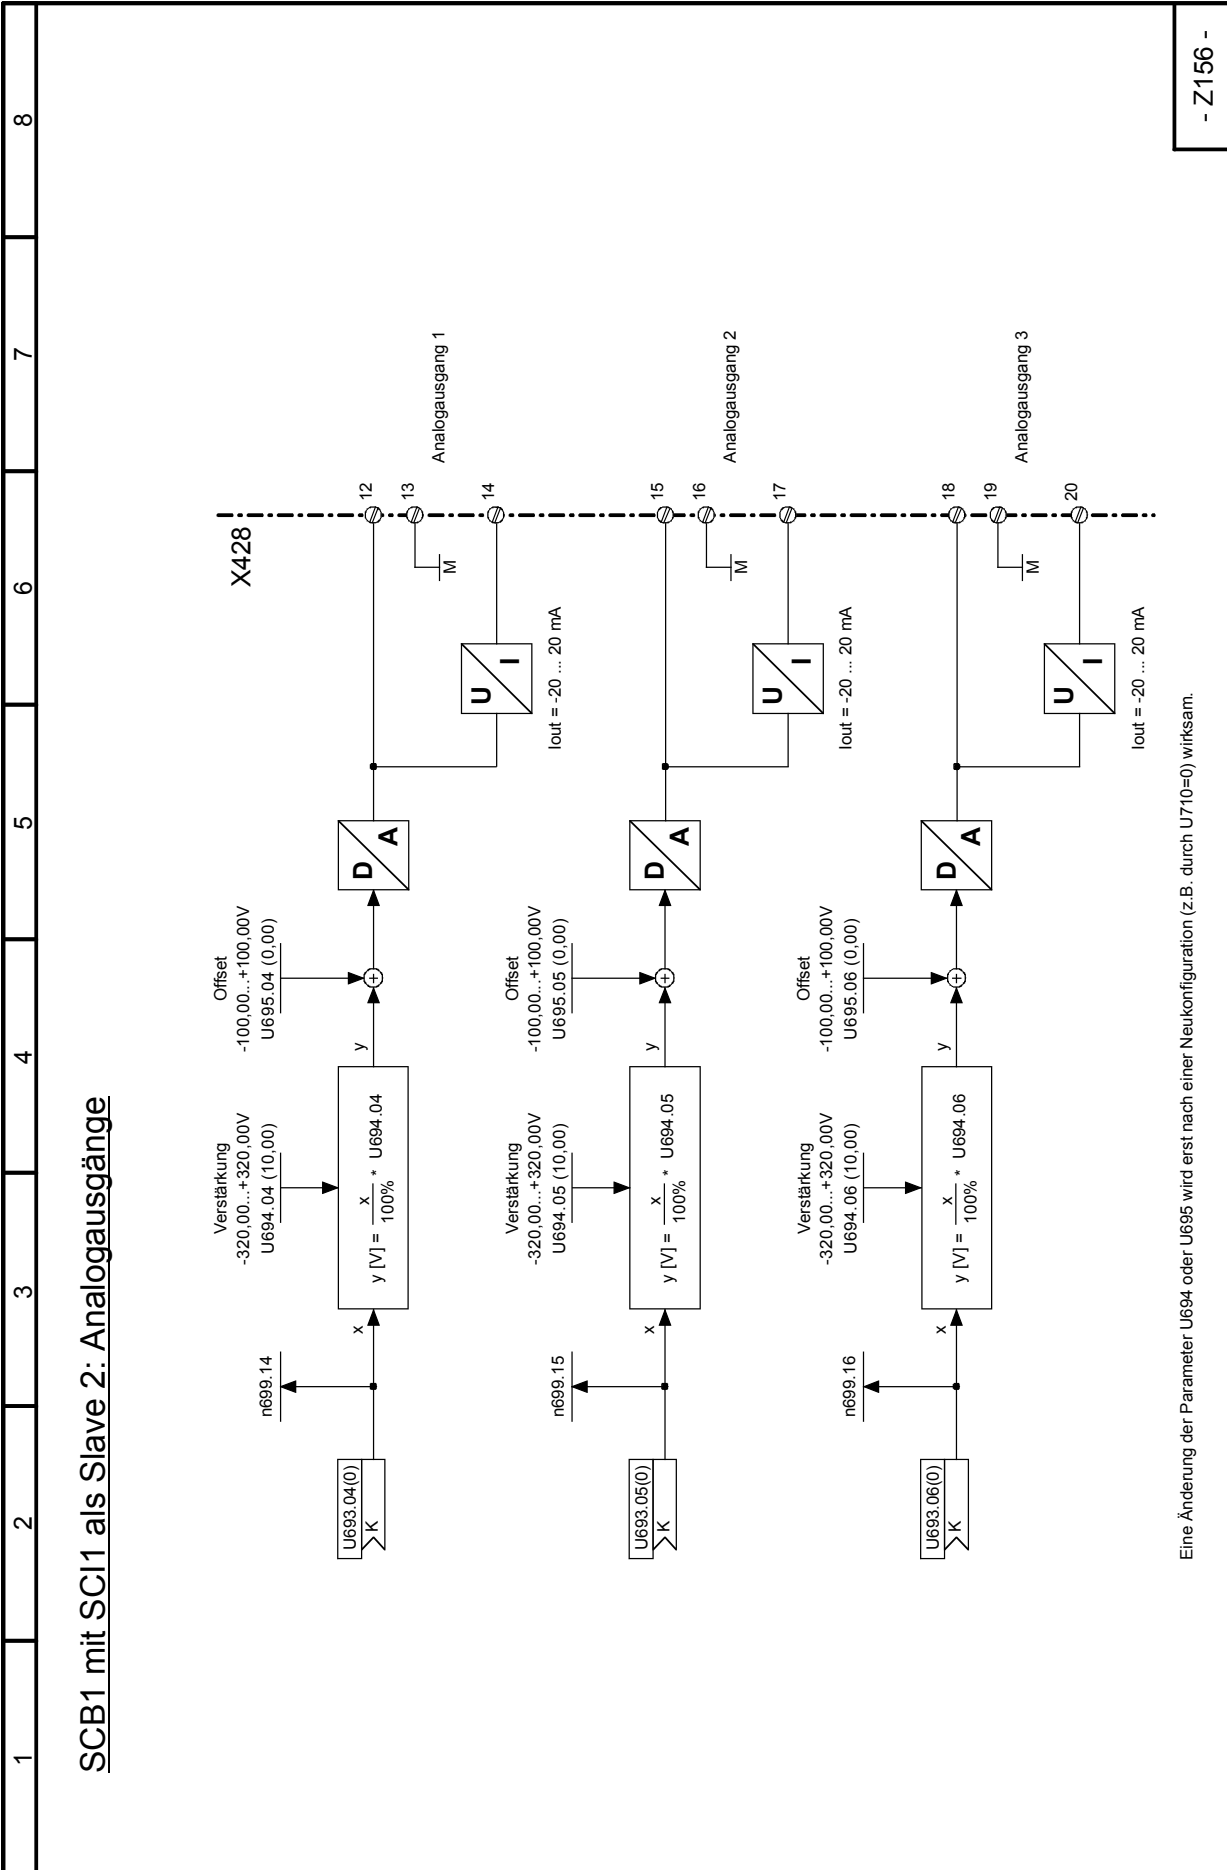 1
2
3
4
5
6
7
8
SCB1 mit SCI1 als Slave 2: Analogausgänge
X428
U693.04(0)
K
n699.14
x
Verstärkung
-320,00...+320,00V
U694.04 (10,00)
y [V] = x / 100% * U694.04
y
Offset
-100,00...+100,00V
U695.04 (0,00)
+
D
A
U
I
Iout = -20 ... 20 mA
12
13
M
14
Analogausgang 1
U693.05(0)
K
n699.15
x
Verstärkung
-320,00...+320,00V
U694.05 (10,00)
y [V] = x / 100% * U694.05
y
Offset
-100,00...+100,00V
U695.05 (0,00)
+
D
A
U
I
Iout = -20 ... 20 mA
15
16
M
17
Analogausgang 2
U693.06(0)
K
n699.16
x
Verstärkung
-320,00...+320,00V
U694.06 (10,00)
y [V] = x / 100% * U694.06
y
Offset
-100,00...+100,00V
U695.06 (0,00)
+
D
A
U
I
Iout = -20 ... 20 mA
18
19
M
20
Analogausgang 3
Eine Änderung der Parameter U694 oder U695 wird erst nach einer Neukonfiguration (z.B. durch U710=0) wirksam.
- Z156 -